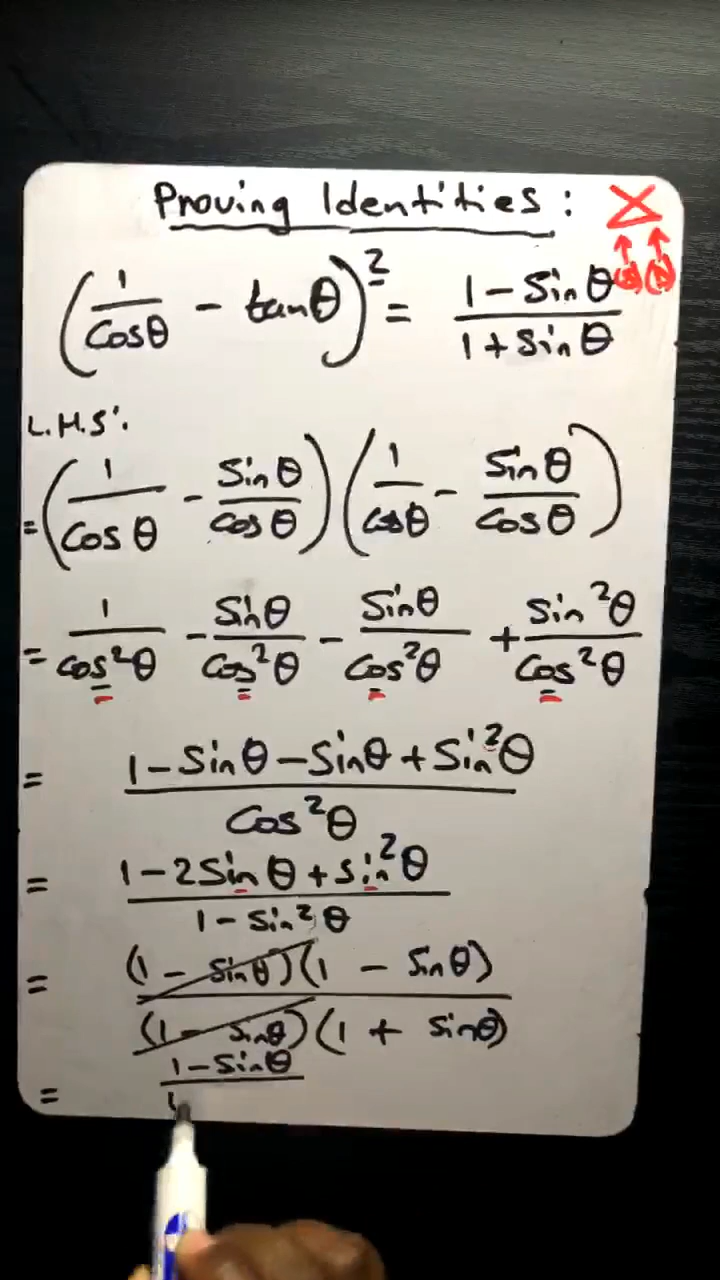 Proving Identities:
(1/cosθ - tanθ)² = (1 - sinθ)/(1 + sinθ)
L.H.S:
= (1/cosθ - sinθ/cosθ)(1/cosθ - sinθ/cosθ)
= 1/cos²θ - sinθ/cos²θ - sinθ/cos²θ + sin²θ/cos²θ
= (1 - sinθ - sinθ + sin²θ)/cos²θ
= (1 - 2sinθ + sin²θ)/(1 - sin²θ)
= (1 - sinθ)(1 - sinθ)/(1 - sinθ)(1 + sinθ)
= 1 - sinθ/